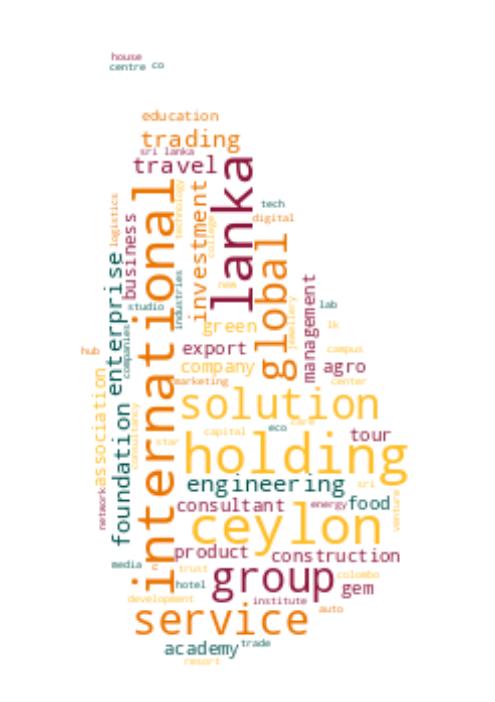 house
centre co
education
trading
sri lanka
travel
lanka
international
investment
technology
college
logistics
business
tech
digital
global
enterprise
industries
studio
companies
new
green
jewellery
management
lab
lk
hub
export
company
marketing
campus
agro
center
association
foundation
consultancy
solution
star
capital
eco
care
tour
holding
engineering
sri
network
consultant
energy
food
venture
ceylon
product
construction
media
n
trust
hotel
group
colombo
gem
development
institute
auto
service
academy
trade
resort